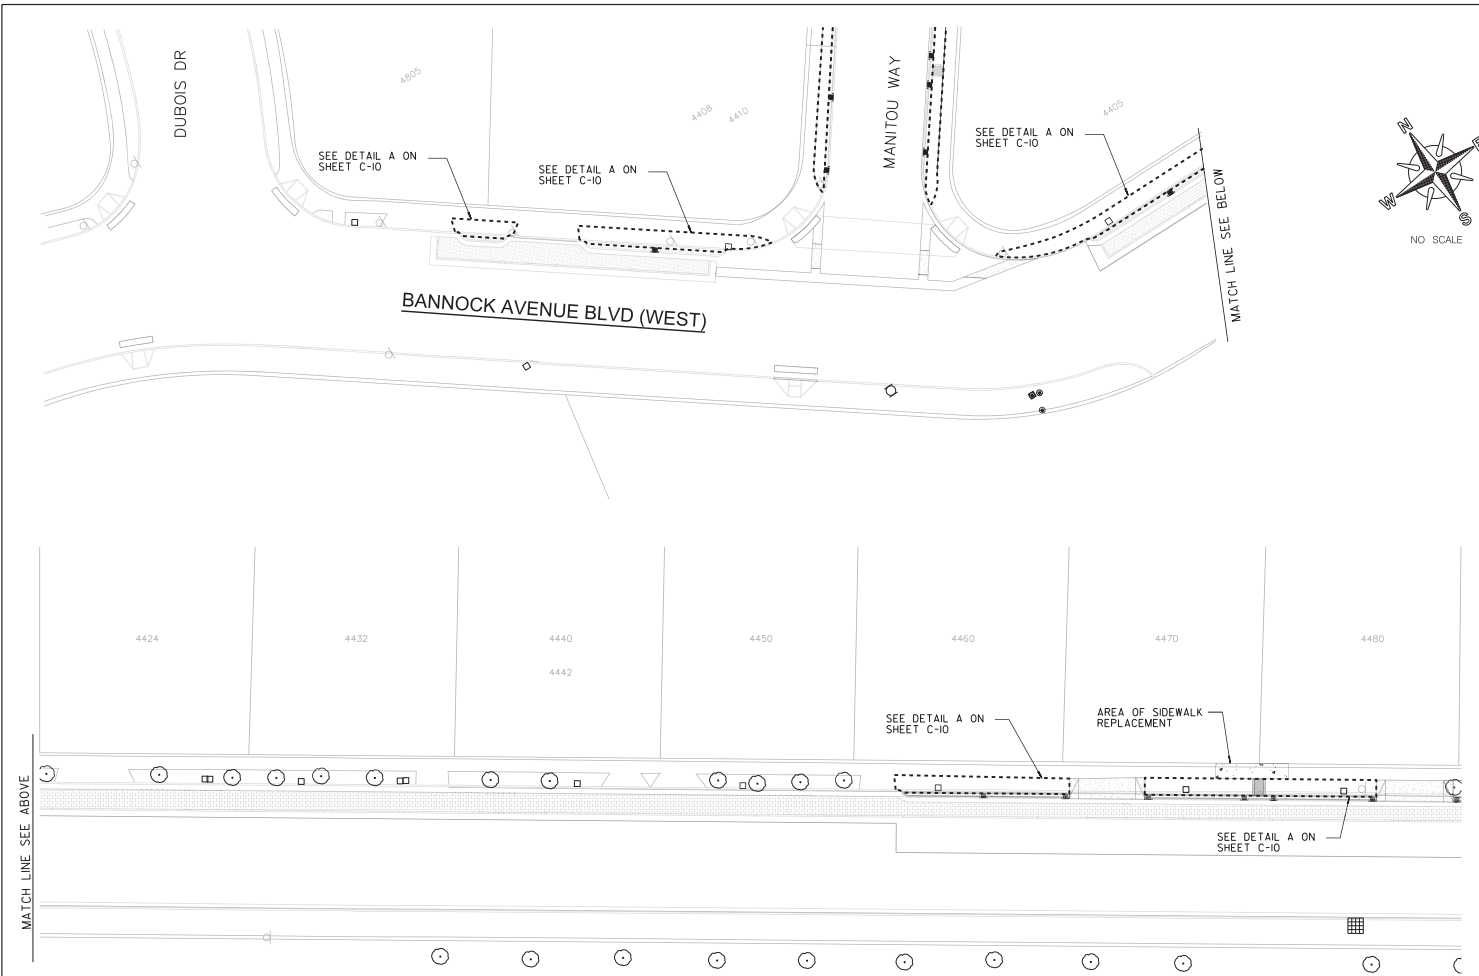 DUBOIS DR
4805
4408
4410
MANITOU WAY
4405
SEE DETAIL A ON
SHEET C-10
SEE DETAIL A ON
SHEET C-10
SEE DETAIL A ON
SHEET C-10
MATCH LINE SEE BELOW
N
E
W
S
NO SCALE
BANNOCK AVENUE BLVD (WEST)
4424
4432
4440
4442
4450
4460
4470
4480
SEE DETAIL A ON
SHEET C-10
AREA OF SIDEWALK
REPLACEMENT
SEE DETAIL A ON
SHEET C-10
MATCH LINE SEE ABOVE